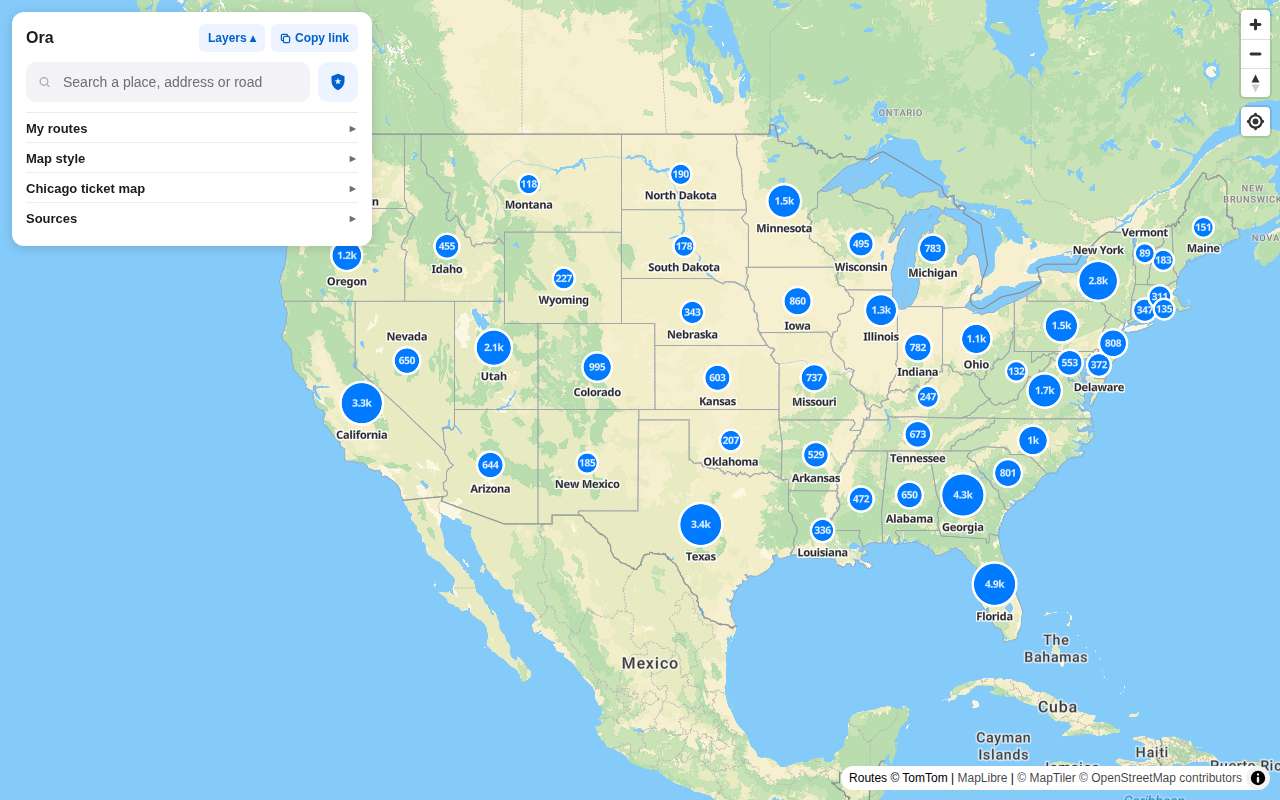 Ora
Layers ▴
Copy link
Search a place, address or road
My routes
Map style
Chicago ticket map
Sources
ONTARIO
NEW
BRUNSWICK
n
118
Montana
190
North Dakota
1.5k
Minnesota
151
Maine
Vermont
89
183
New York
2.8k
1.2k
Oregon
455
Idaho
178
South Dakota
495
Wisconsin
783
Michigan
227
Wyoming
343
Nebraska
860
Iowa
1.3k
Illinois
311
347
135
Nevada
650
2.1k
Utah
995
Colorado
603
Kansas
737
Missouri
782
Indiana
1.1k
Ohio
1.5k
808
132
553
372
Delaware
1.7k
247
3.3k
California
644
Arizona
185
New Mexico
207
Oklahoma
529
Arkansas
673
Tennessee
1k
801
472
650
Alabama
4.3k
Georgia
3.4k
Texas
336
Louisiana
4.9k
Florida
Mexico
The
Bahamas
Cuba
Cayman
Islands
Haiti
Routes © TomTom | MapLibre | © MapTiler © OpenStreetMap contributors